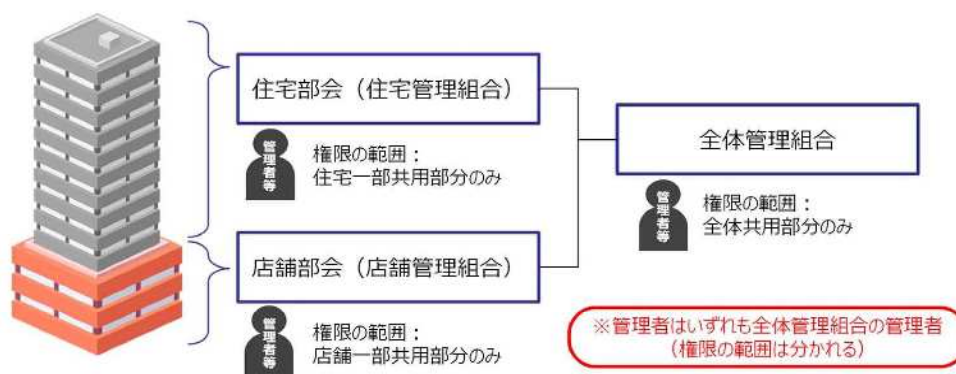 住宅部会（住宅管理組合）
管理者等
権限の範囲：
住宅一部共用部分のみ
全体管理組合
管理者等
権限の範囲：
全体共用部分のみ
店舗部会（店舗管理組合）
管理者等
権限の範囲：
店舗一部共用部分のみ
※管理者はいずれも全体管理組合の管理者
（権限の範囲は分かれる）